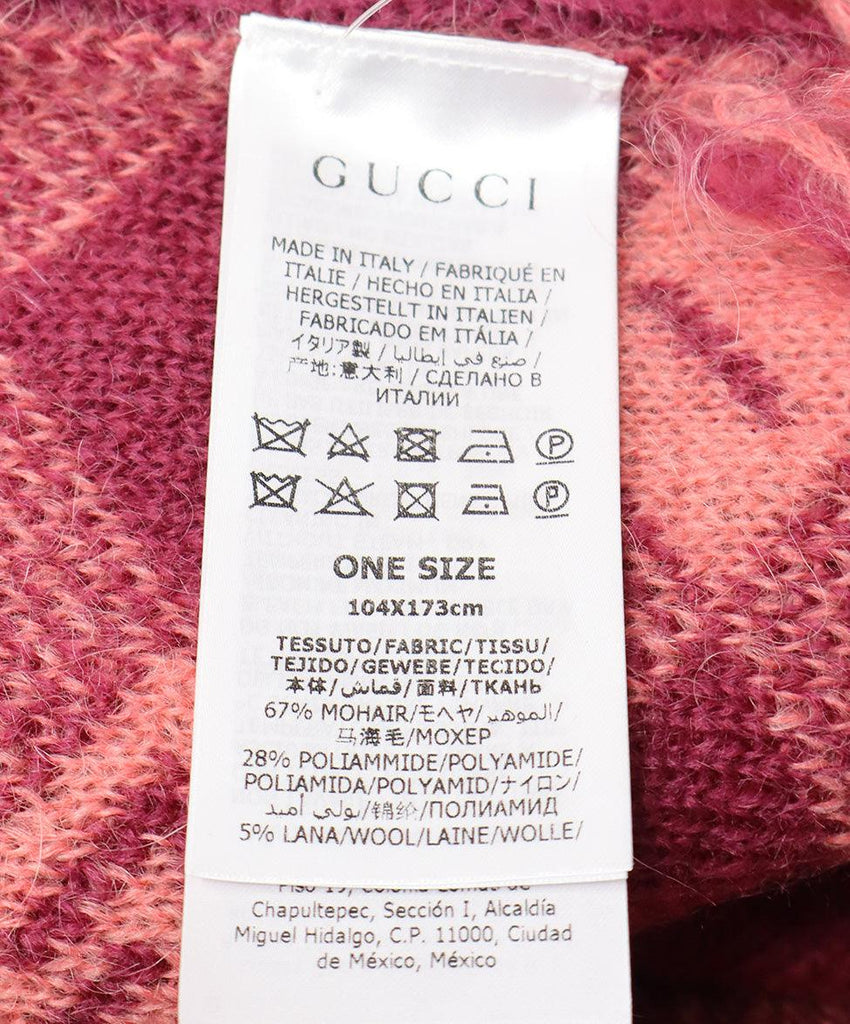 GUCCI
MADE IN ITALY / FABRIQUÉ EN
ITALIE / HECHO EN ITALIA /
HERGESTELLT IN ITALIEN /
FABRICADO EM ITÁLIA /
イタリア製 / صنع في إيطاليا /
产地:意大利 / СДЕЛАНО В
ИТАЛИИ
P
P
ONE SIZE
104X173cm
TESSUTO/FABRIC/TISSU/
TEJIDO/GEWEBE/TECIDO/
本体/قماش/面料/ТКАНЬ
67% MOHAIR/モヘヤ/الموهير/
马海毛/МОХЕР
28% POLIAMMIDE/POLYAMIDE/
POLIAMIDA/POLYAMID/ナイロン/
بولي أميد/锦纶/ПОЛИАМИД
5% LANA/WOOL/LAINE/WOLLE/
Chapultepec, Sección I, Alcaldía
Miguel Hidalgo, C.P. 11000, Ciudad
de México, México